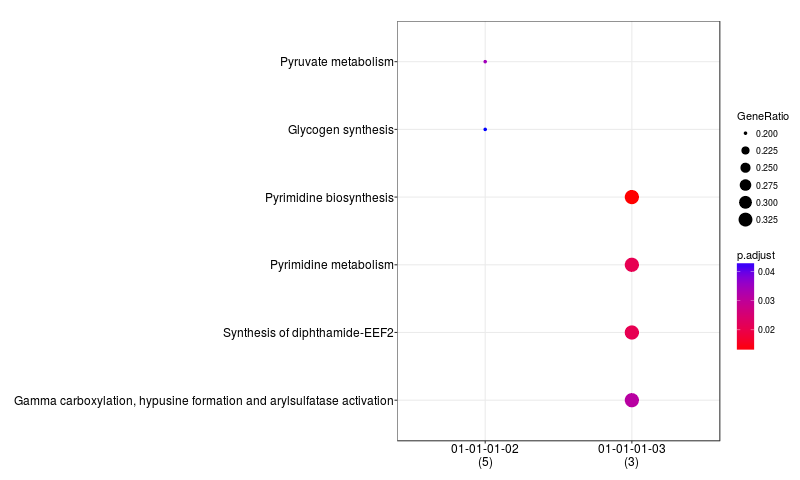 Pyruvate metabolism
Glycogen synthesis
Pyrimidine biosynthesis
Pyrimidine metabolism
Synthesis of diphthamide-EEF2
Gamma carboxylation, hypusine formation and arylsulfatase activation
01-01-01-02
(5)
01-01-01-03
(3)
GeneRatio
0.200
0.225
0.250
0.275
0.300
0.325
p.adjust
0.04
0.03
0.02